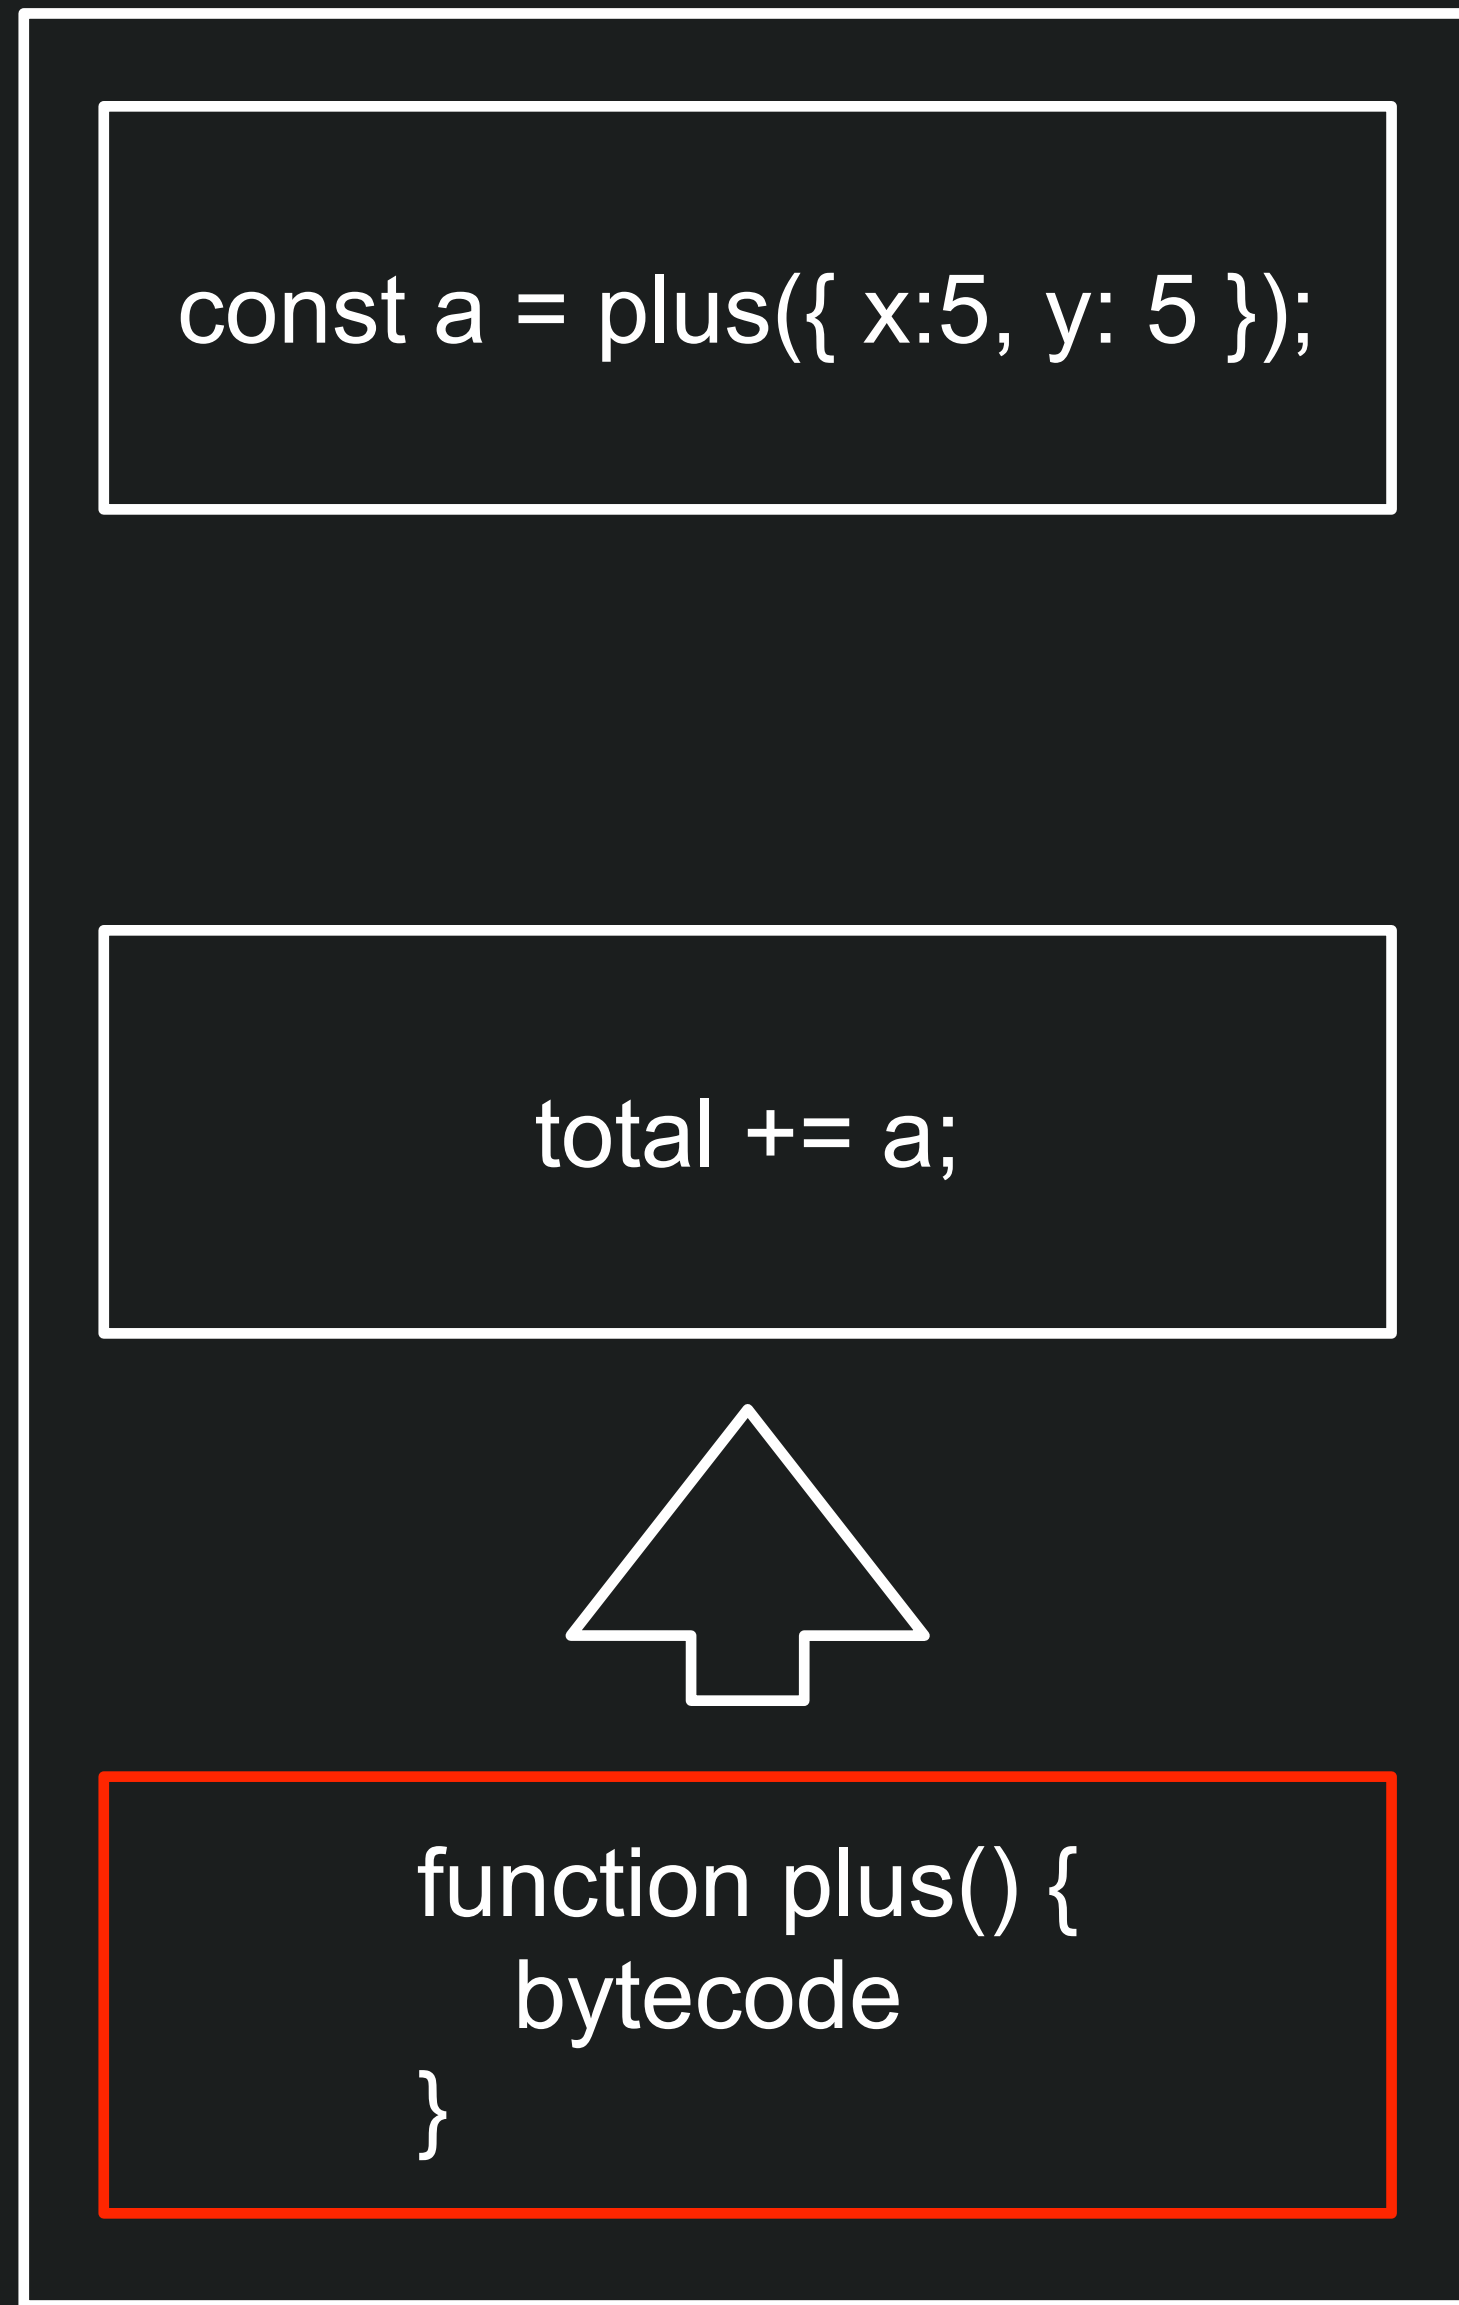 const a = plus({ x:5, y: 5 });
total += a;
function plus() {
bytecode
}